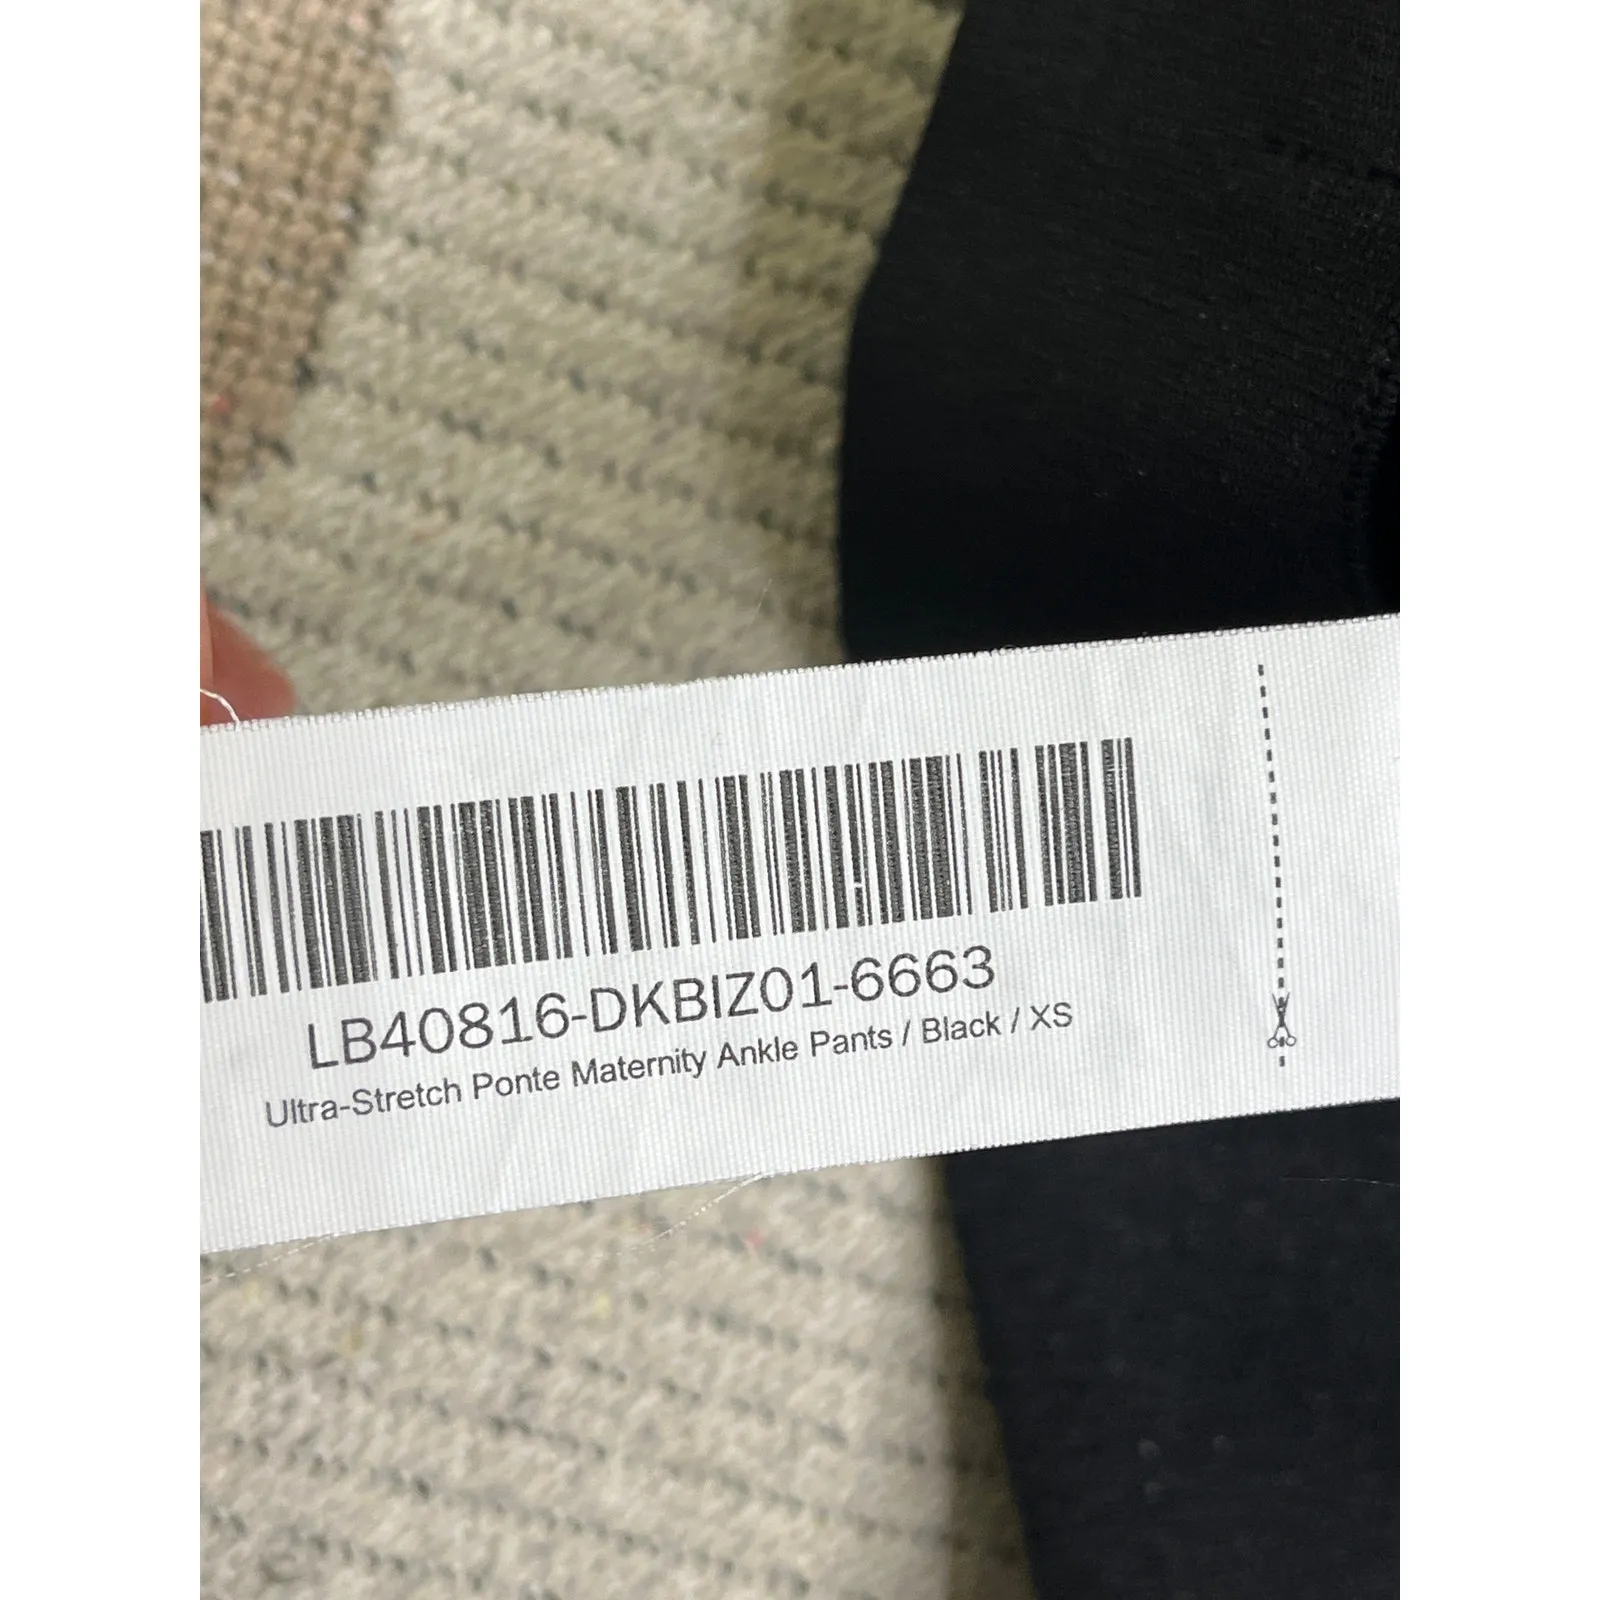 LB40816-DKBIZ01-6663
Ultra-Stretch Ponte Maternity Ankle Pants / Black / XS